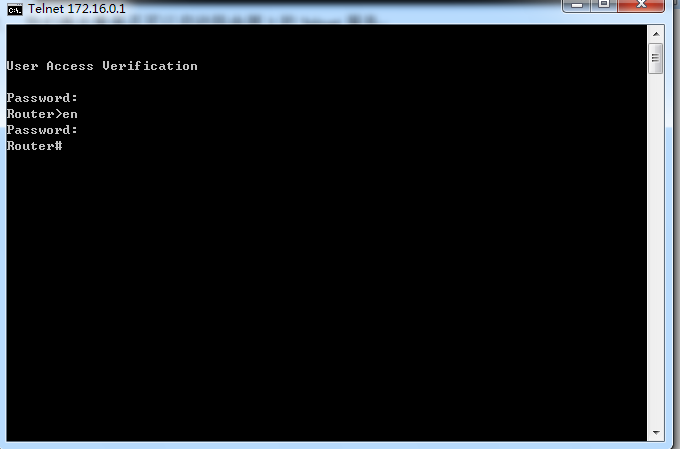 Telnet 172.16.0.1
User Access Verification
Password:
Router>en
Password:
Router#